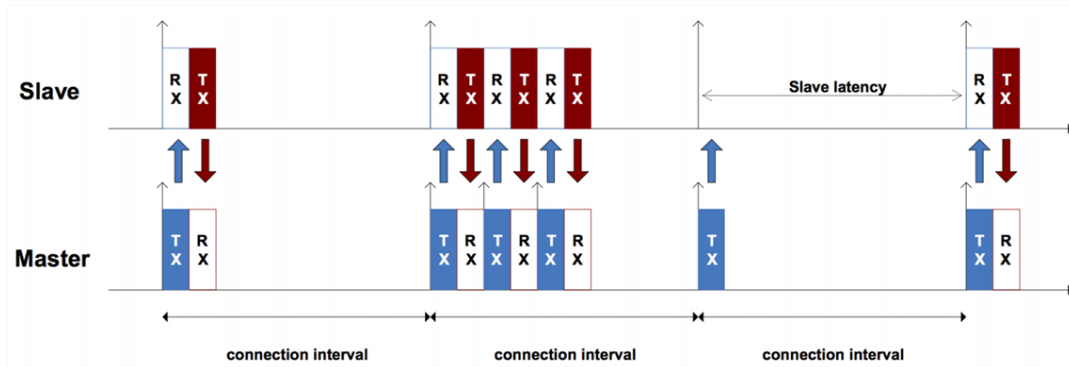 Slave
RX TX
RX TX RX TX RX TX
Slave latency
RX TX
Master
TX RX
TX RX TX RX TX RX
TX
TX RX
connection interval
connection interval
connection interval